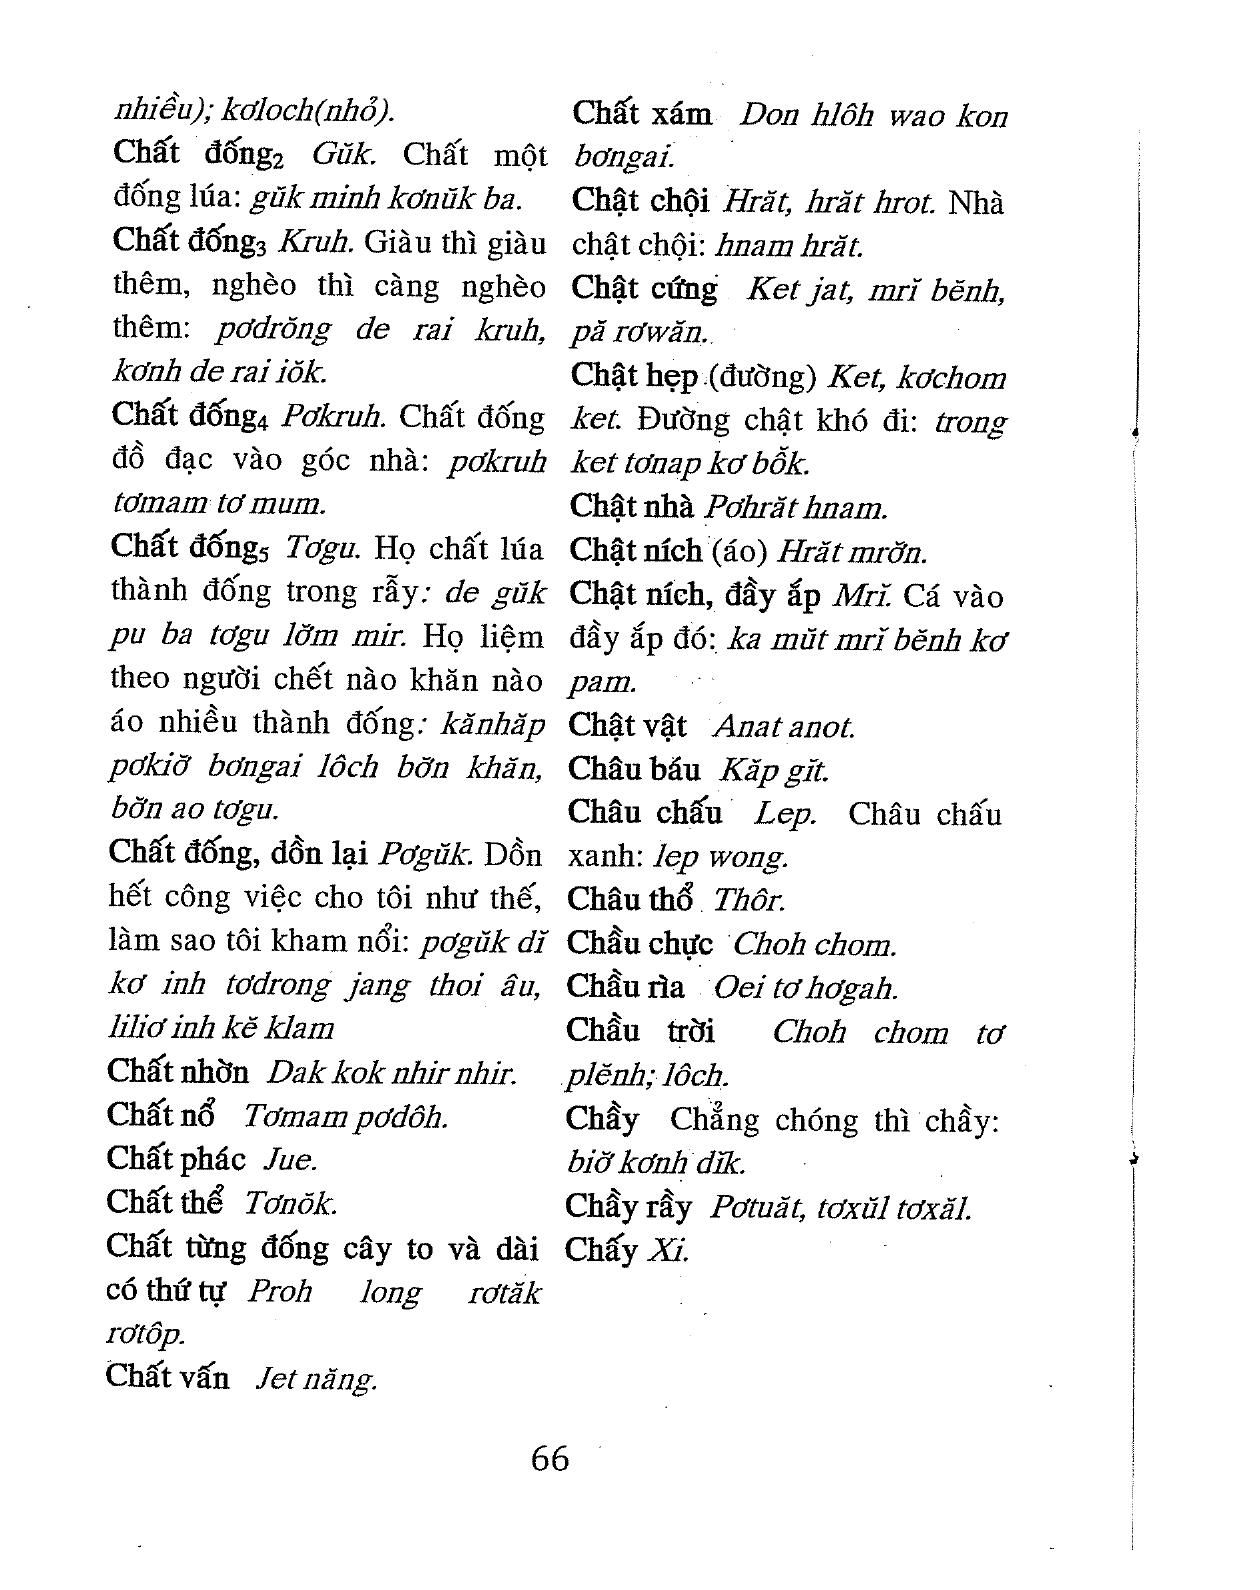 nhiều); kơloch(nhỏ).
Chất đống₂ Gŭk. Chất một
đống lúa: gŭk minh kơnŭk ba.
Chất đống₃ Kruh. Giàu thì giàu
thêm, nghèo thì càng nghèo
thêm: pơdrŏng de rai kruh,
kơnh de rai iŏk.
Chất đống₄ Pơkruh. Chất đống
đồ đạc vào góc nhà: pơkruh
tơmam tơ mum.
Chất đống₅ Tơgu. Họ chất lúa
thành đống trong rẫy: de gŭk
pu ba tơgu lơ̆m mir. Họ liệm
theo người chết nào khăn nào
áo nhiều thành đống: kănhăp
pơkiơ̆ bơngai lôch bơ̆n khăn,
bơ̆n ao tơgu.
Chất đống, dồn lại Pơgŭk. Dồn
hết công việc cho tôi như thế,
làm sao tôi kham nổi: pơgŭk dĭ
kơ inh tơdrong jang thoi âu,
liliơ inh kĕ klam
Chất nhờn Dak kok nhir nhir.
Chất nổ Tơmam pơdôh.
Chất phác Jue.
Chất thể Tơnŏk.
Chất từng đống cây to và dài
có thứ tự Proh long rơtăk
rơtôp.
Chất vấn Jet năng.
Chất xám Don hlôh wao kon
bơngai.
Chật chội Hrăt, hrăt hrot. Nhà
chật chội: hnam hrăt.
Chật cứng Ket jat, mrĭ bĕnh,
pă rơwăn.
Chật hẹp (đường) Ket, kơchom
ket. Đường chật khó đi: trong
ket tơnap kơ bô̆k.
Chật nhà Pơhrăt hnam.
Chật ních (áo) Hrăt mrơ̆n.
Chật ních, đầy ắp Mrĭ. Cá vào
đầy ắp đó: ka mŭt mrĭ bĕnh kơ
pam.
Chật vật Anat anot.
Châu báu Kăp gĭt.
Châu chấu Lep. Châu chấu
xanh: lep wong.
Châu thổ Thôr.
Chầu chực Choh chom.
Chầu rìa Oei tơ hơgah.
Chầu trời Choh chom tơ
plĕnh; lôch.
Chầy Chẳng chóng thì chầy:
biơ̆ kơnh dĭk.
Chầy rầy Pơtuăt, tơxŭl tơxăl.
Chấy Xi.
66